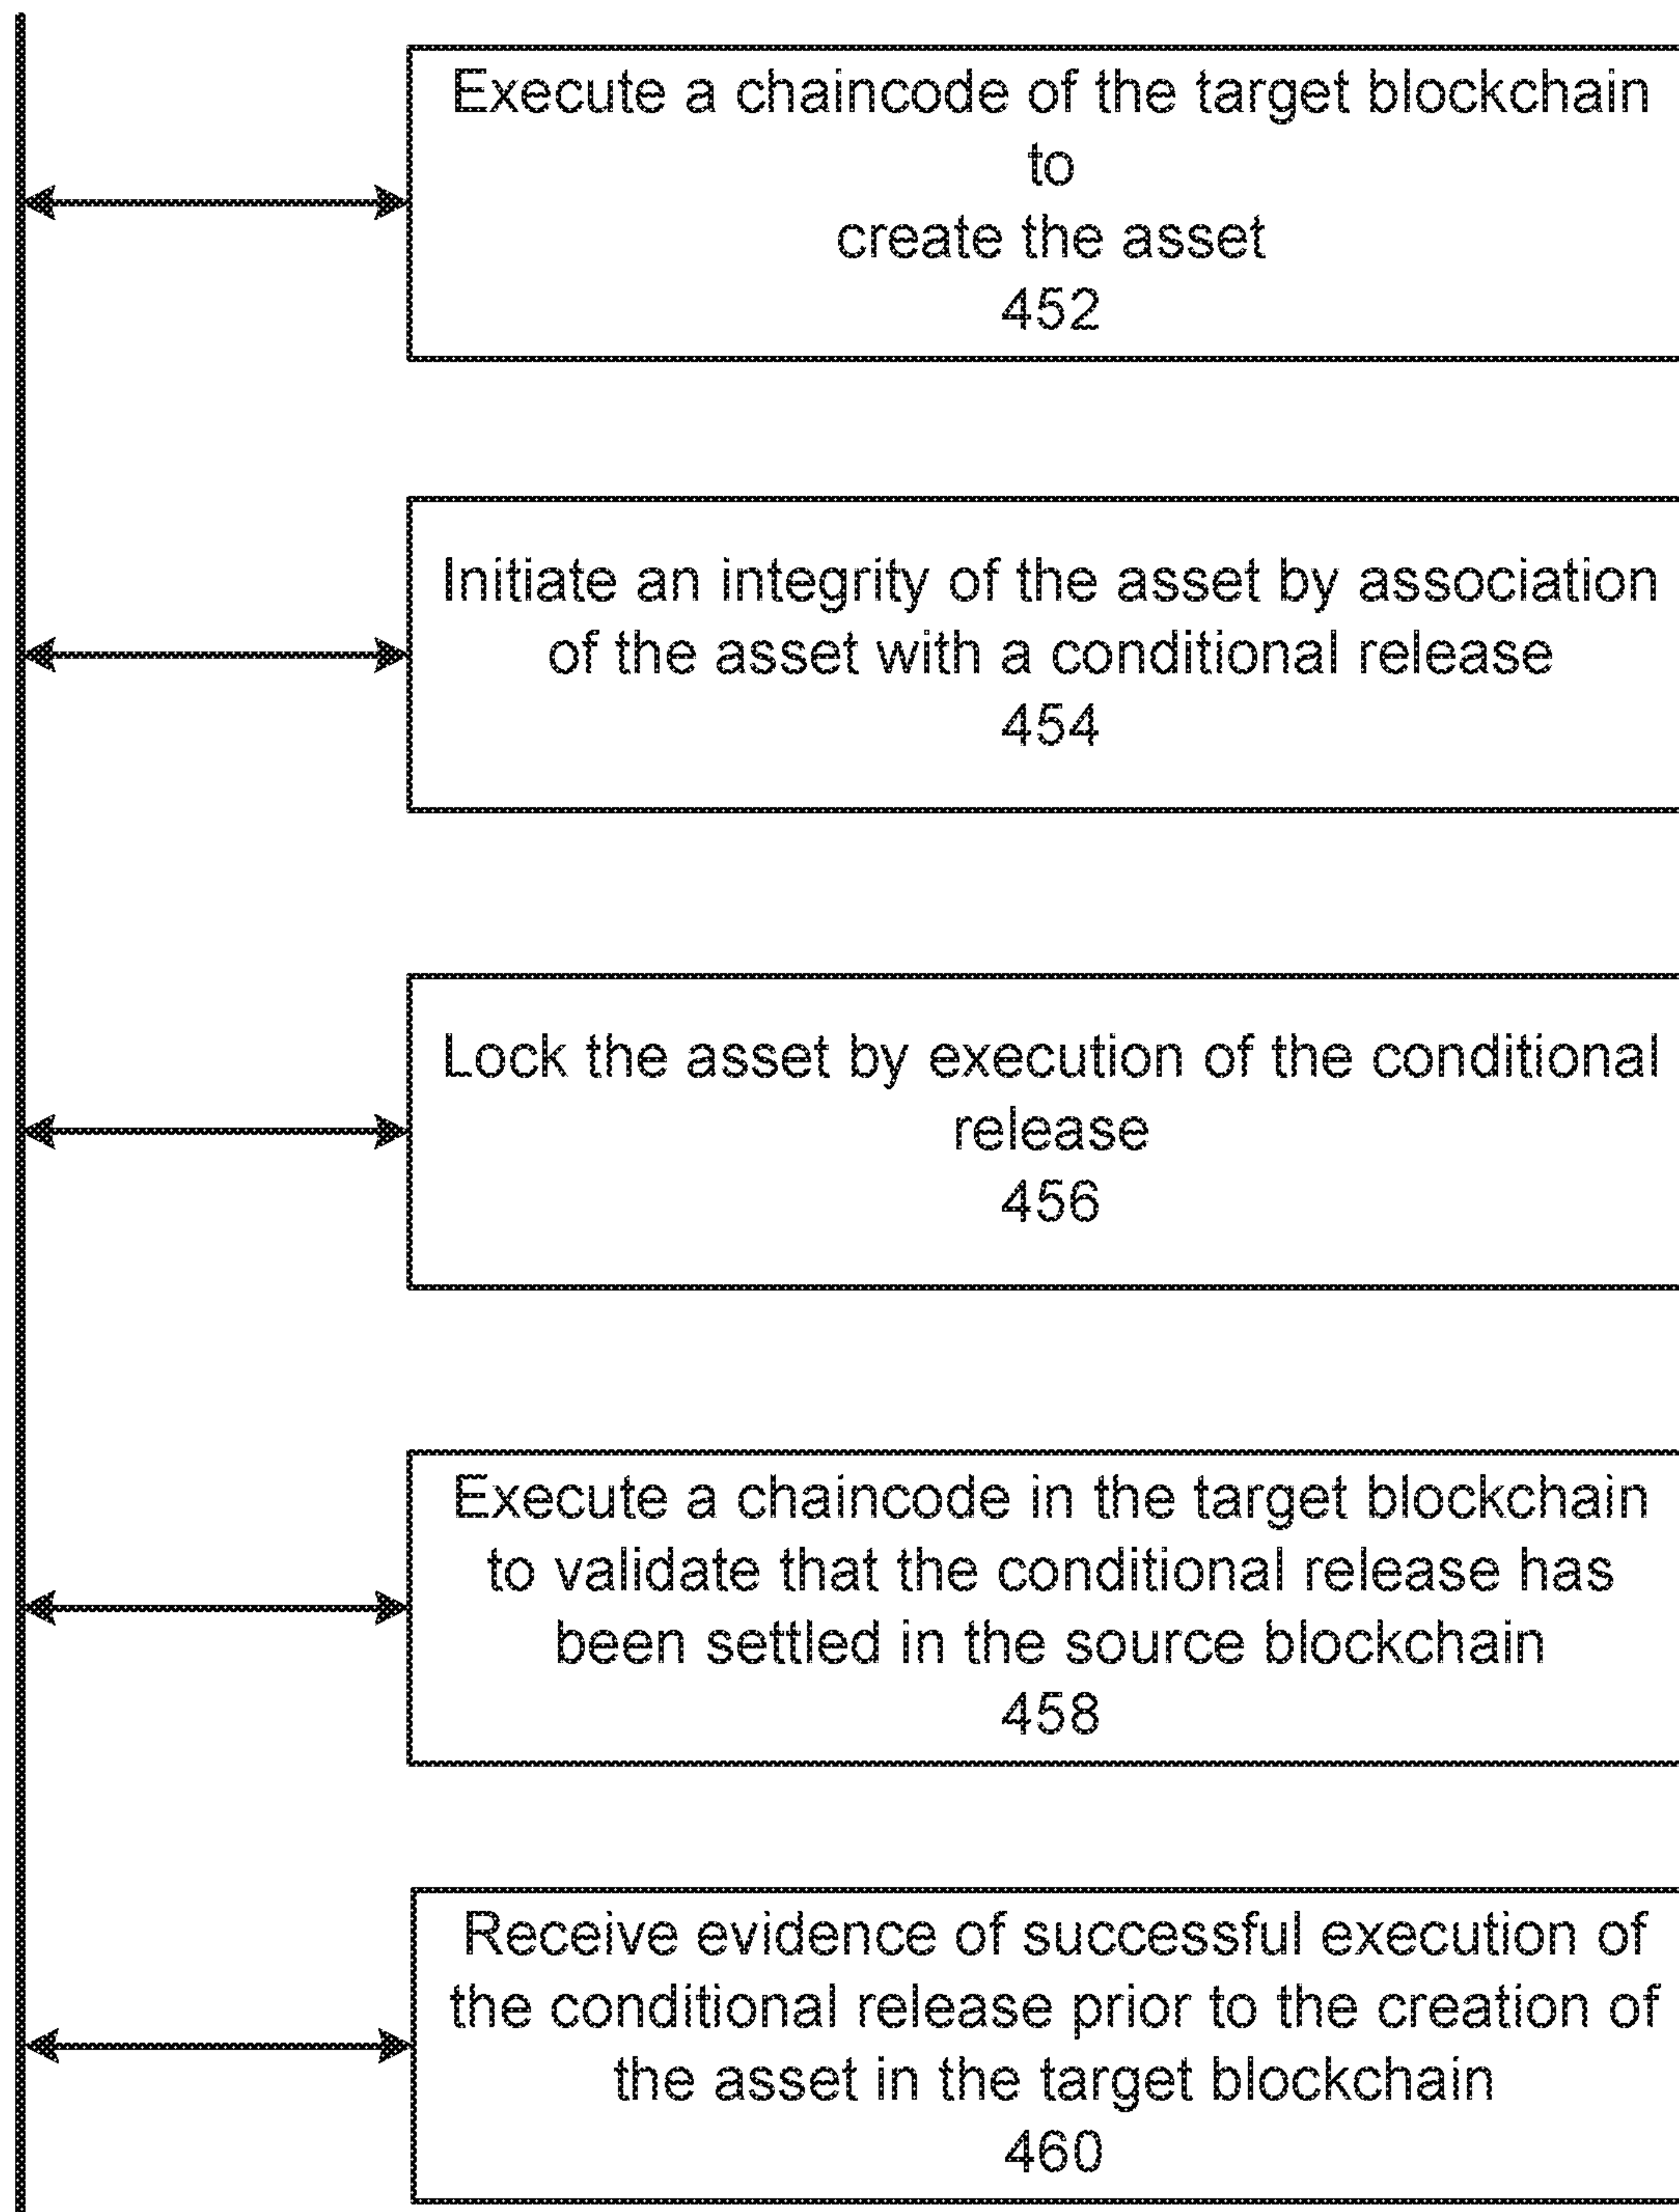 Execute a chaincode of the target blockchain
to
create the asset
452
Initiate an integrity of the asset by association
of the asset with a conditional release
454
Lock the asset by execution of the conditional
release
456
Execute a chaincode in the target blockchain
to validate that the conditional release has
been settled in the source blockchain
458
Receive evidence of successful execution of
the conditional release prior to the creation of
the asset in the target blockchain
460